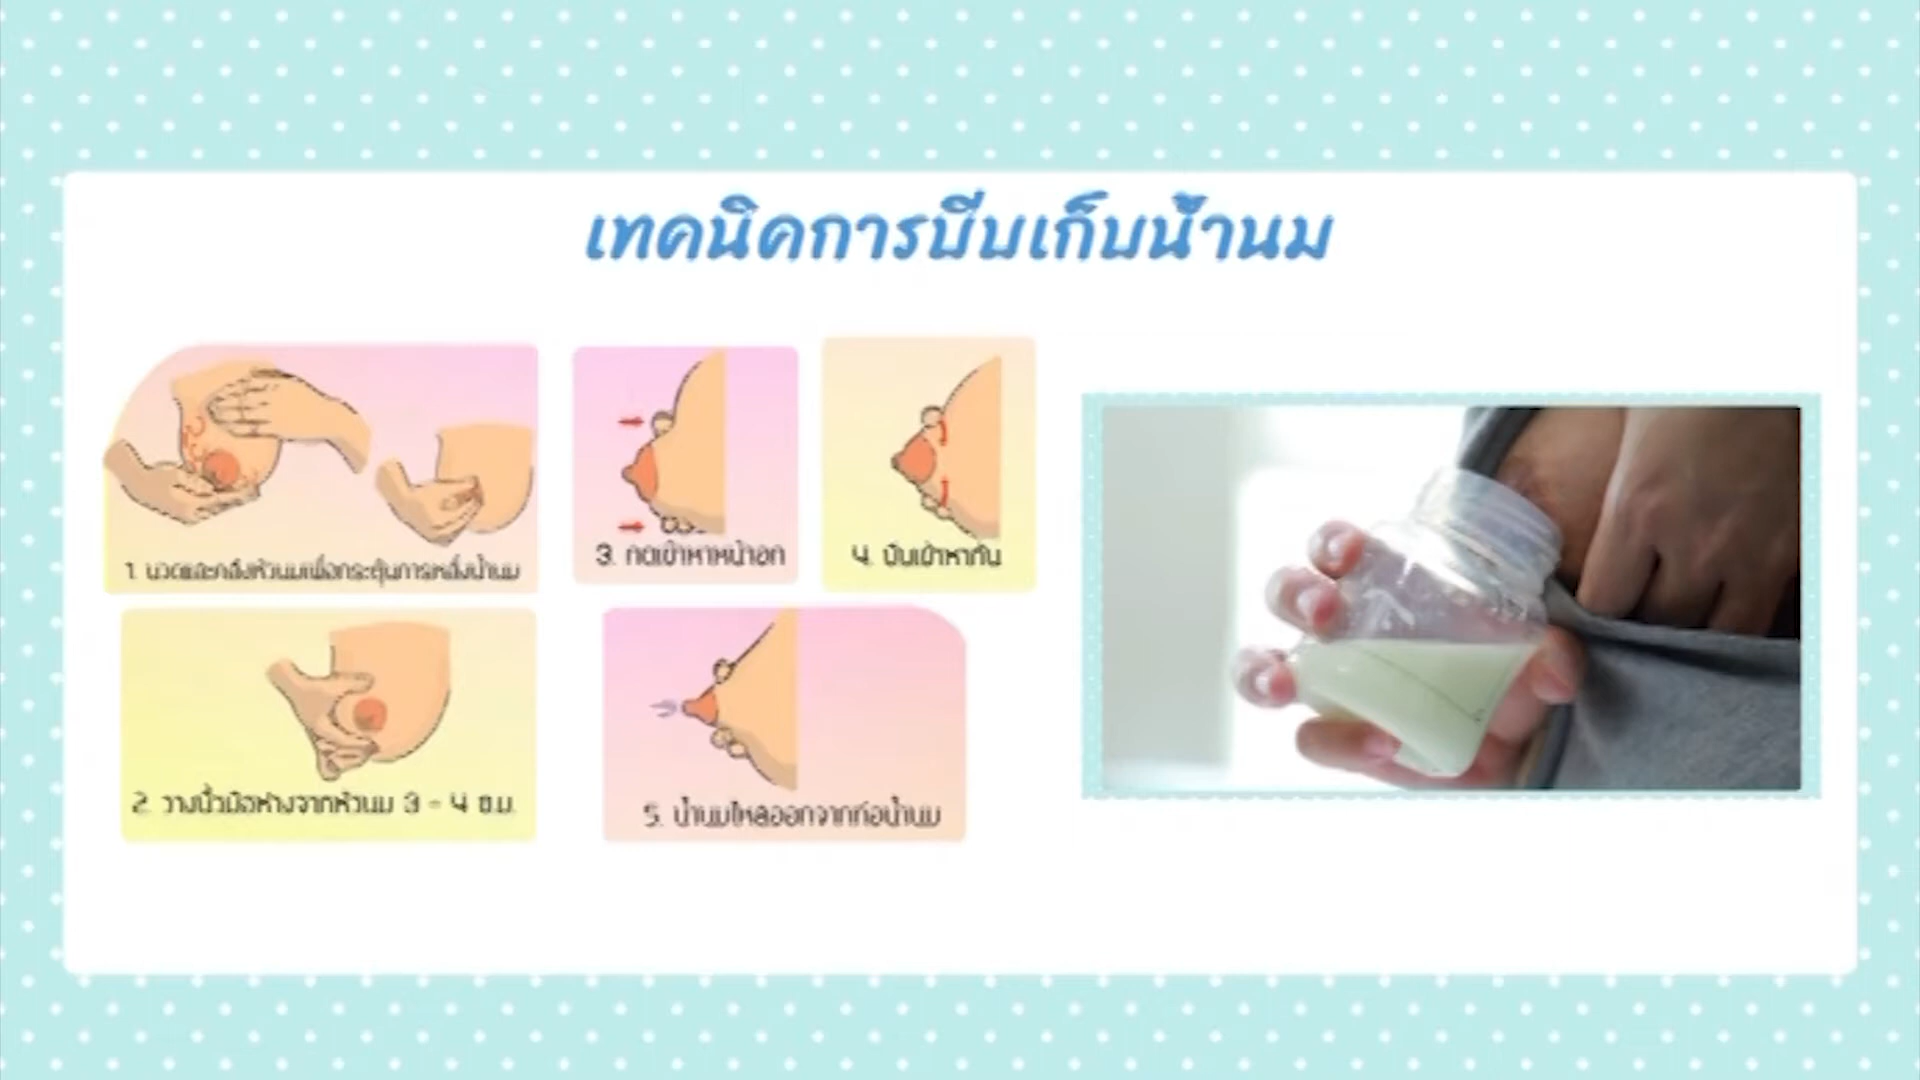 เทคนิคการบีบเก็บน้ำนม
1. นวดและคลึงหัวนมเพื่อกระตุ้นการหลั่งน้ำนม
3. กดเข้าหาหน้าอก
4. บีบเข้าหากัน
2. วางนิ้วมือห่างจากหัวนม 3 - 4 ซ.ม.
5. น้ำนมไหลออกจากท่อน้ำนม